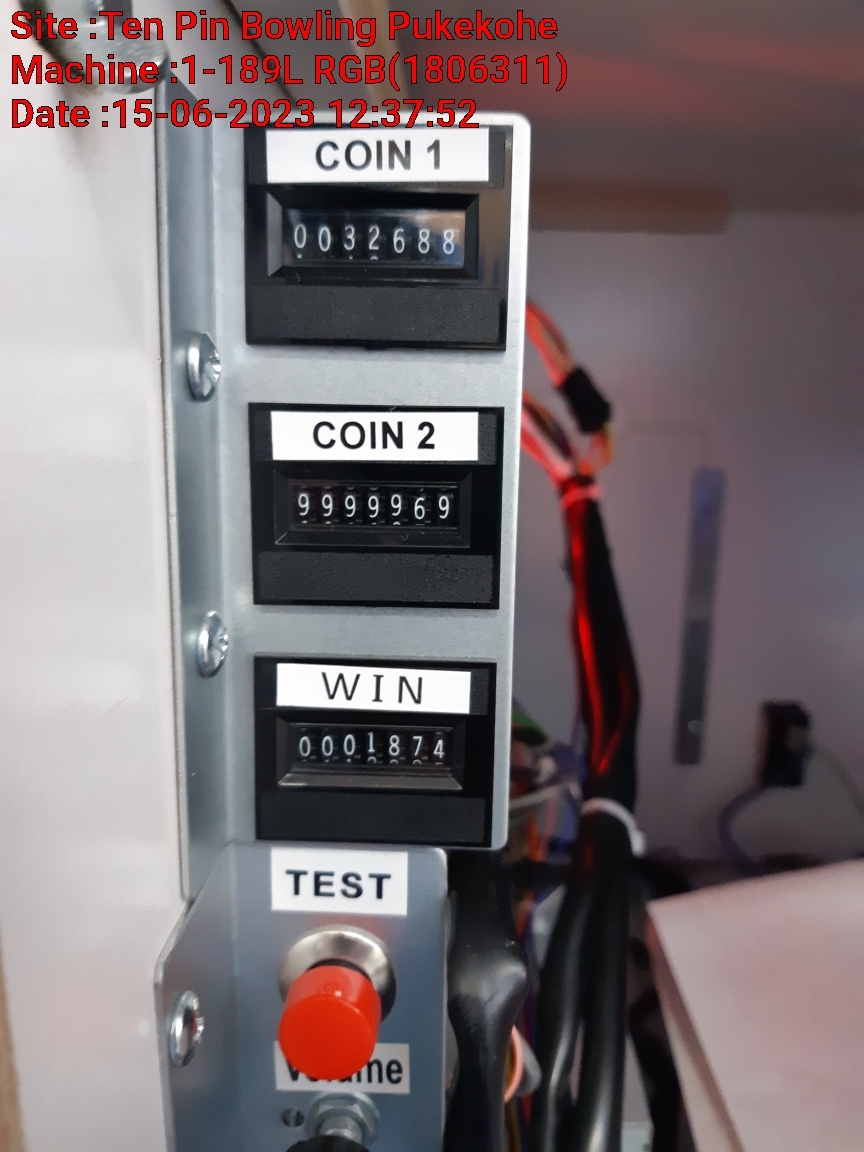 Site :Ten Pin Bowling Pukekohe
Machine :1-189L RGB(1806311)
Date :15-06-2023 12:37:52
COIN 1
0032688
COIN 2
9999969
WIN
0001874
TEST
Volume